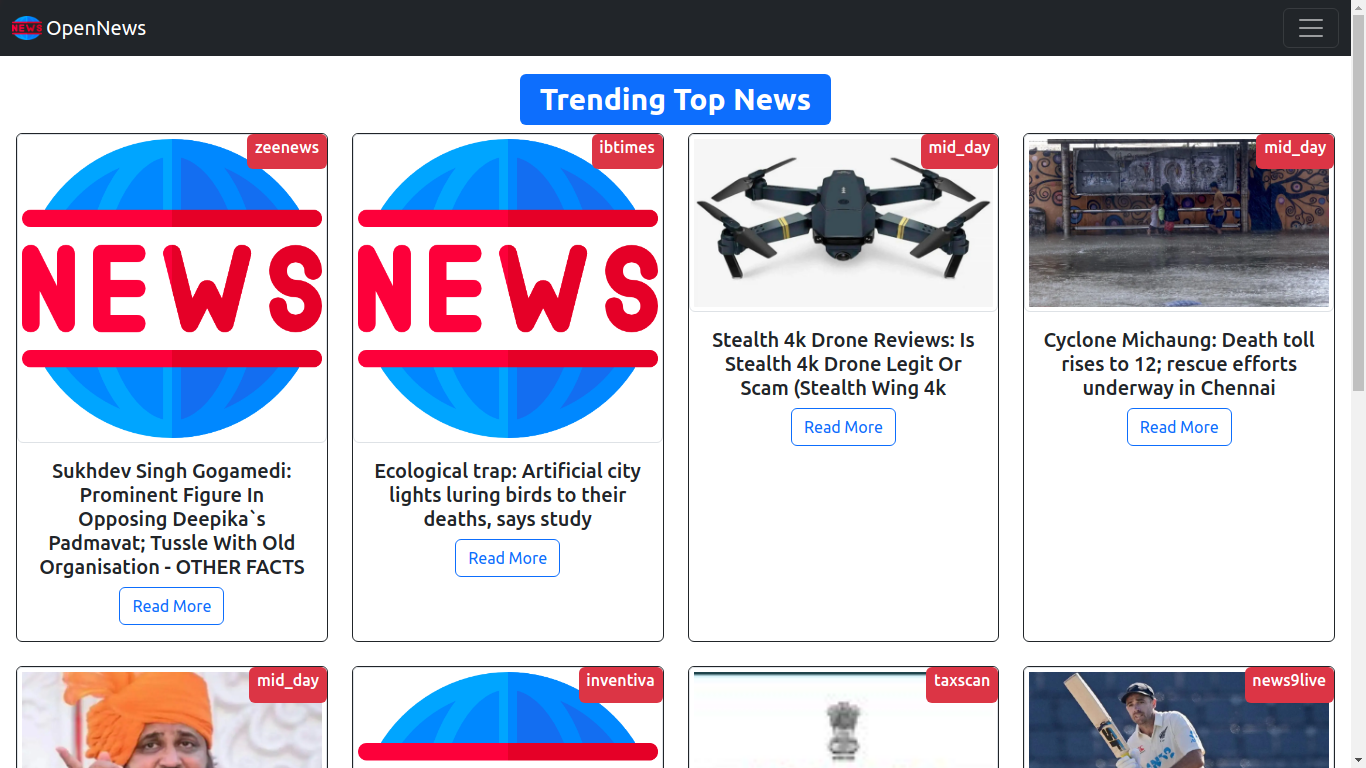 NEWS OpenNews
Trending Top News
zeenews
NEWS
Sukhdev Singh Gogamedi:
Prominent Figure In
Opposing Deepika`s
Padmavat; Tussle With Old
Organisation - OTHER FACTS
Read More
ibtimes
NEWS
Ecological trap: Artificial city
lights luring birds to their
deaths, says study
Read More
mid_day
Stealth 4k Drone Reviews: Is
Stealth 4k Drone Legit Or
Scam (Stealth Wing 4k
Read More
mid_day
Cyclone Michaung: Death toll
rises to 12; rescue efforts
underway in Chennai
Read More
mid_day
inventiva
taxscan
news9live